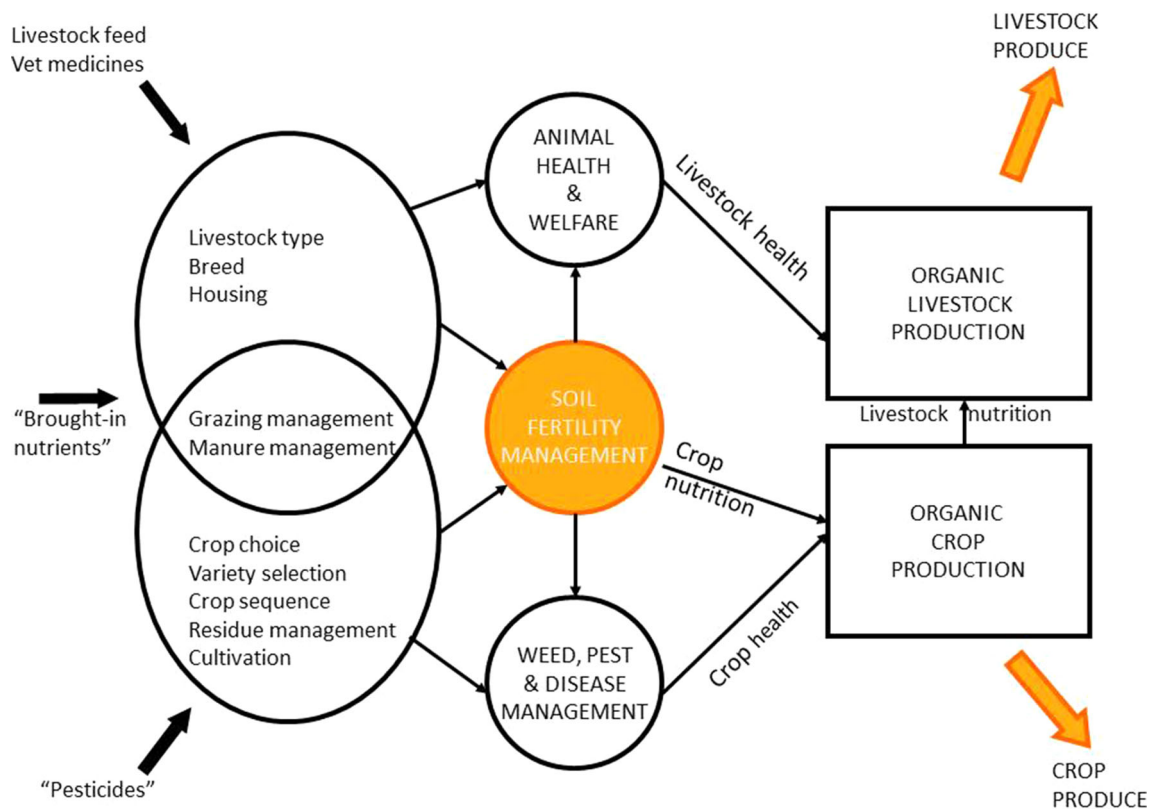 Livestock feed
Vet medicines
LIVESTOCK
PRODUCE
ANIMAL
HEALTH
&
WELFARE
Livestock health
Livestock type
Breed
Housing
ORGANIC
LIVESTOCK
PRODUCTION
“Brought-in
nutrients”
Grazing management
Manure management
SOIL
FERTILITY
MANAGEMENT
Livestock nutrition
Crop
nutrition
ORGANIC
CROP
PRODUCTION
Crop choice
Variety selection
Crop sequence
Residue management
Cultivation
WEED, PEST
& DISEASE
MANAGEMENT
Crop health
“Pesticides”
CROP
PRODUCE